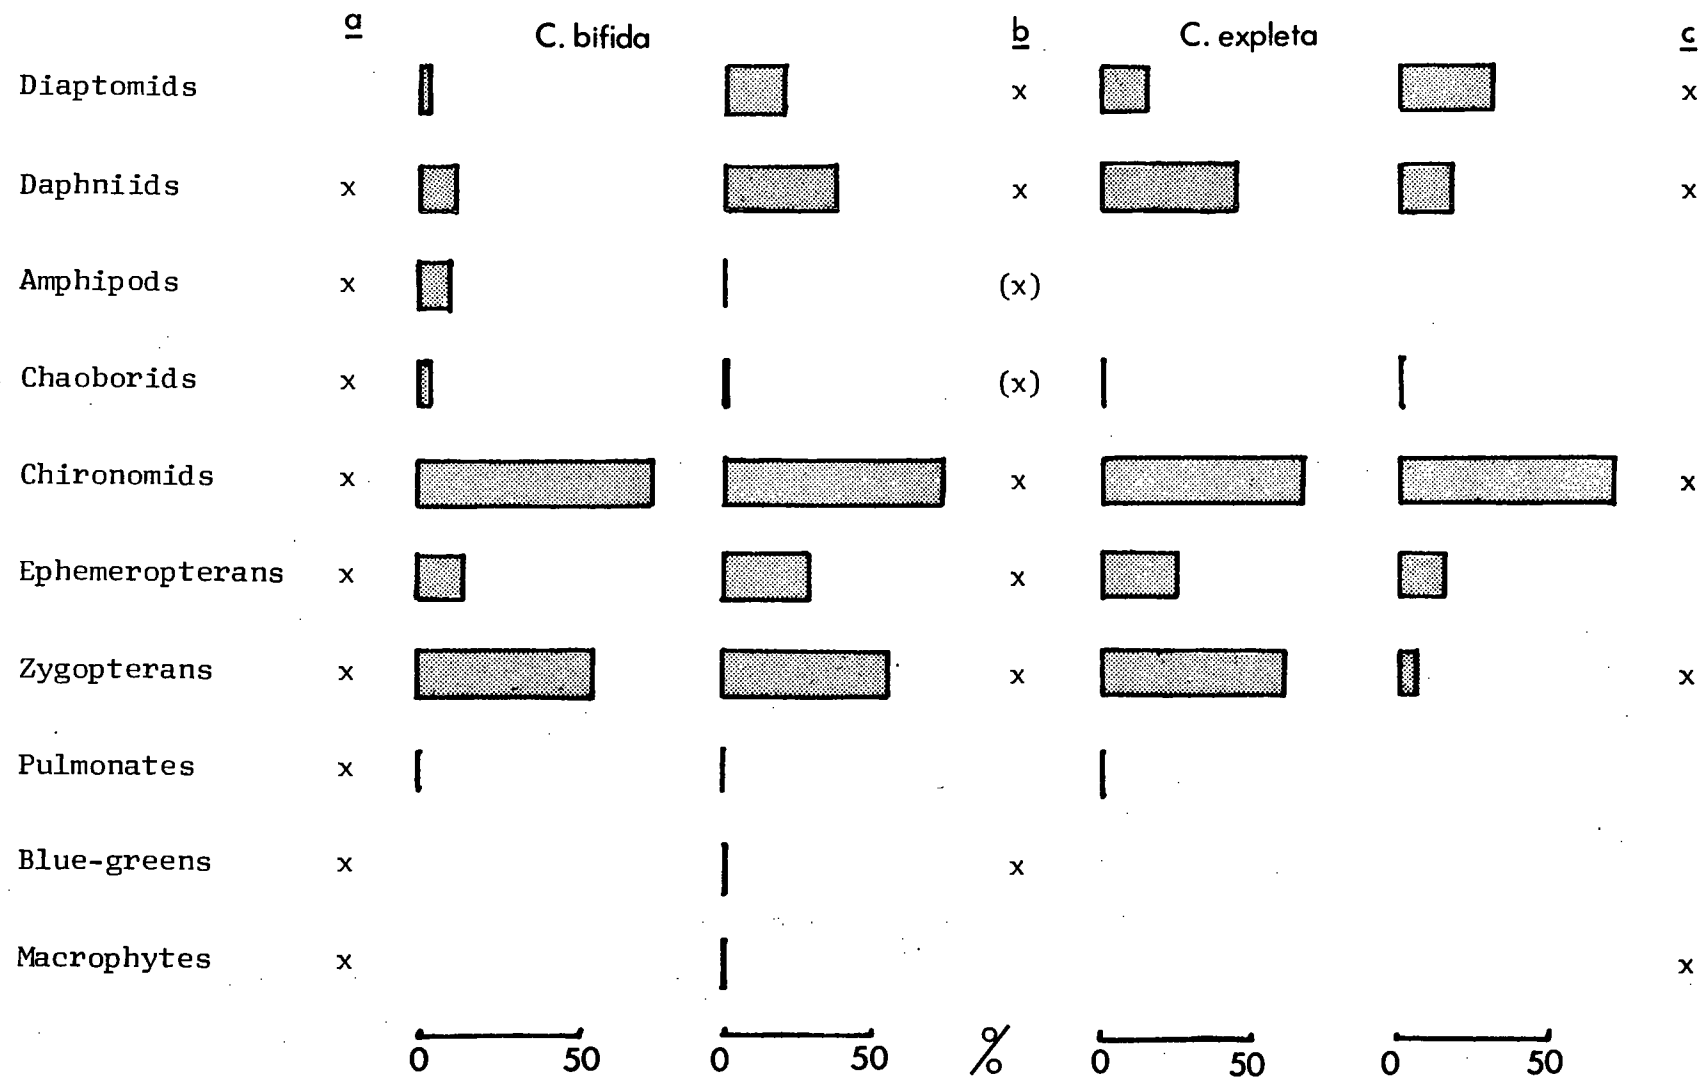 a C. bifida b C. expleta c
Diaptomids x x
Daphniids x x x
Amphipods x (x)
Chaoborids x (x)
Chironomids x x x
Ephemeropterans x x
Zygopterans x x x
Pulmonates x
Blue-greens x x
Macrophytes x x
0 50 0 50 % 0 50 0 50